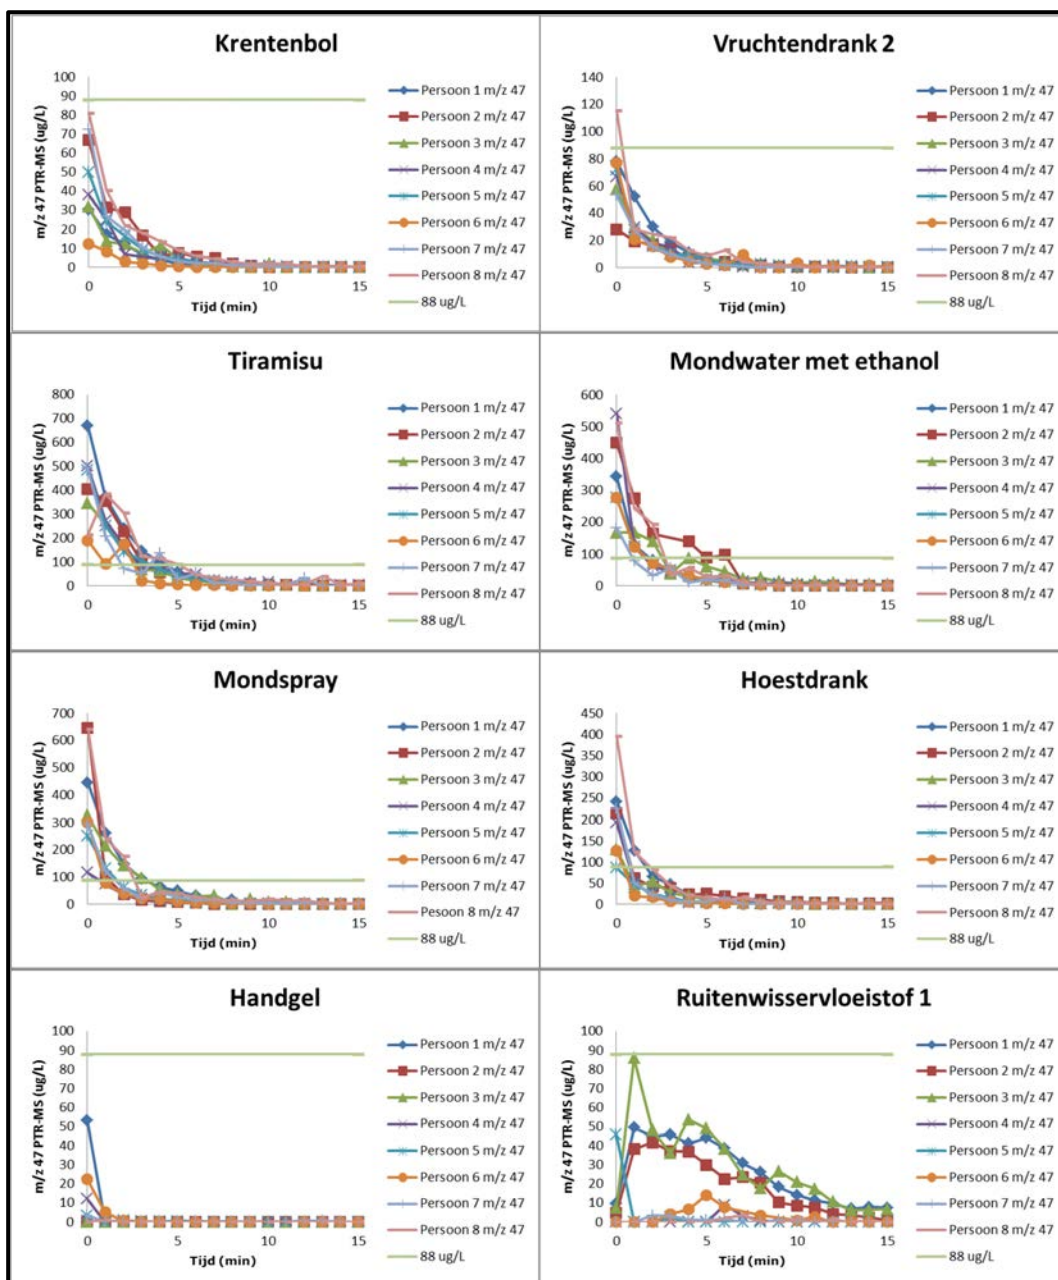 Krentenbol
m/z 47 PTR-MS (ug/L)
100
90
80
70
60
50
40
30
20
10
0
0 5 10 15
Tijd (min)
Persoon 1 m/z 47
Persoon 2 m/z 47
Persoon 3 m/z 47
Persoon 4 m/z 47
Persoon 5 m/z 47
Persoon 6 m/z 47
Persoon 7 m/z 47
Persoon 8 m/z 47
88 ug/L
Vruchtendrank 2
m/z 47 PTR-MS (ug/L)
140
120
100
80
60
40
20
0
0 5 10 15
Tijd (min)
Persoon 1 m/z 47
Persoon 2 m/z 47
Persoon 3 m/z 47
Persoon 4 m/z 47
Persoon 5 m/z 47
Persoon 6 m/z 47
Persoon 7 m/z 47
Persoon 8 m/z 47
88 ug/L
Tiramisu
m/z 47 PTR-MS (ug/L)
800
700
600
500
400
300
200
100
0
0 5 10 15
Tijd (min)
Persoon 1 m/z 47
Persoon 2 m/z 47
Persoon 3 m/z 47
Persoon 4 m/z 47
Persoon 5 m/z 47
Persoon 6 m/z 47
Persoon 7 m/z 47
Persoon 8 m/z 47
88 ug/L
Mondwater met ethanol
m/z 47 PTR-MS (ug/L)
600
500
400
300
200
100
0
0 5 10 15
Tijd (min)
Persoon 1 m/z 47
Persoon 2 m/z 47
Persoon 3 m/z 47
Persoon 4 m/z 47
Persoon 5 m/z 47
Persoon 6 m/z 47
Persoon 7 m/z 47
Persoon 8 m/z 47
88 ug/L
Mondspray
m/z 47 PTR-MS (ug/L)
700
600
500
400
300
200
100
0
0 5 10 15
Tijd (min)
Persoon 1 m/z 47
Persoon 2 m/z 47
Persoon 3 m/z 47
Persoon 4 m/z 47
Persoon 5 m/z 47
Persoon 6 m/z 47
Persoon 7 m/z 47
Pesoon 8 m/z 47
88 ug/L
Hoestdrank
m/z 47 PTR-MS (ug/L)
450
400
350
300
250
200
150
100
50
0
0 5 10 15
Tijd (min)
Persoon 1 m/z 47
Persoon 2 m/z 47
Persoon 3 m/z 47
Persoon 4 m/z 47
Persoon 5 m/z 47
Persoon 6 m/z 47
Persoon 7 m/z 47
Persoon 8 m/z 47
88 ug/L
Handgel
m/z 47 PTR-MS (ug/L)
100
90
80
70
60
50
40
30
20
10
0
0 5 10 15
Tijd (min)
Persoon 1 m/z 47
Persoon 2 m/z 47
Persoon 3 m/z 47
Persoon 4 m/z 47
Persoon 5 m/z 47
Persoon 6 m/z 47
Persoon 7 m/z 47
Persoon 8 m/z 47
88 ug/L
Ruitenwisservloeistof 1
m/z 47 PTR-MS (ug/L)
100
90
80
70
60
50
40
30
20
10
0
0 5 10 15
Tijd (min)
Persoon 1 m/z 47
Persoon 2 m/z 47
Persoon 3 m/z 47
Persoon 4 m/z 47
Persoon 5 m/z 47
Persoon 6 m/z 47
Persoon 7 m/z 47
Persoon 8 m/z 47
88 ug/L